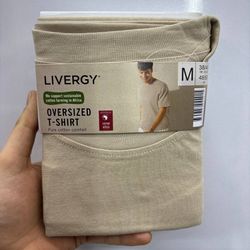 LIVERGY®
We support sustainable
cotton farming in Africa
OVERSIZED
T-SHIRT
Pure cotton comfort
M